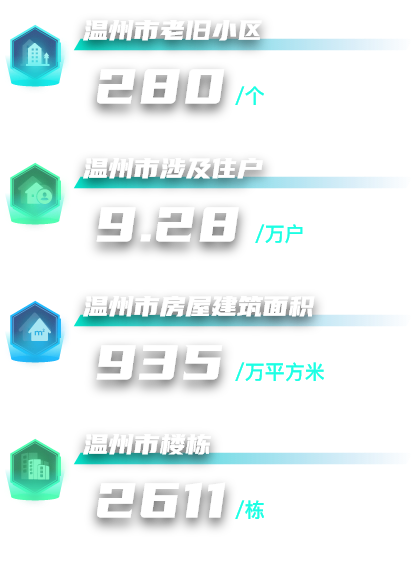 温州市老旧小区
280 /个
温州市涉及住户
9.28 /万户
温州市房屋建筑面积
m²
935 /万平方米
温州市楼栋
2611 /栋